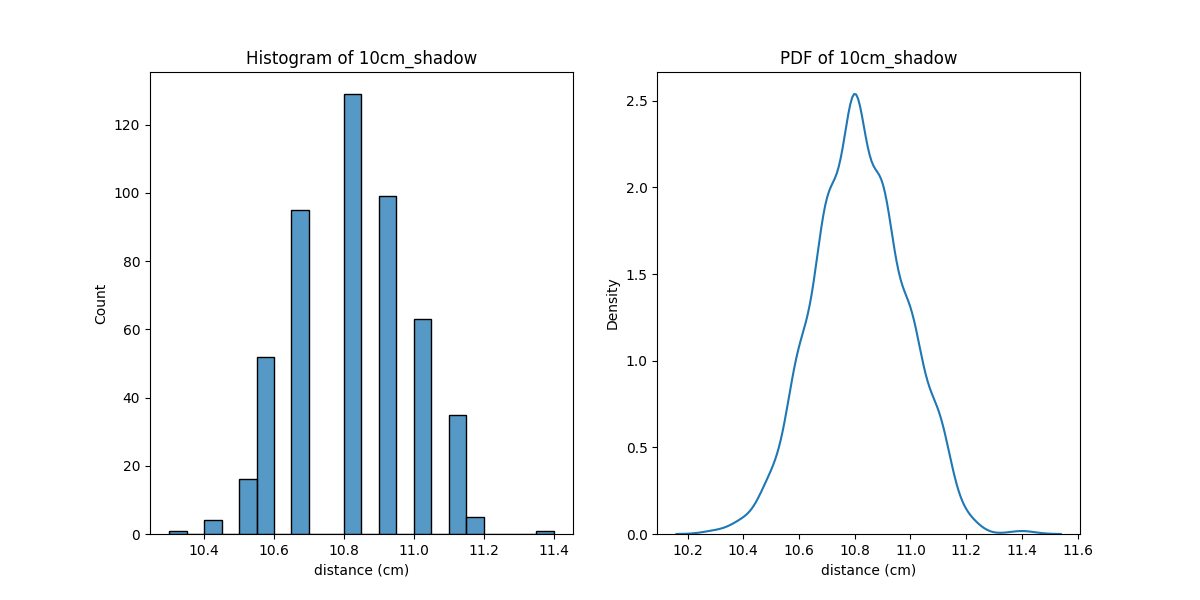 Histogram of 10cm_shadow
120
100
80
60
40
20
0
Count
10.4 10.6 10.8 11.0 11.2 11.4
distance (cm)
PDF of 10cm_shadow
2.5
2.0
1.5
1.0
0.5
0.0
Density
10.2 10.4 10.6 10.8 11.0 11.2 11.4 11.6
distance (cm)